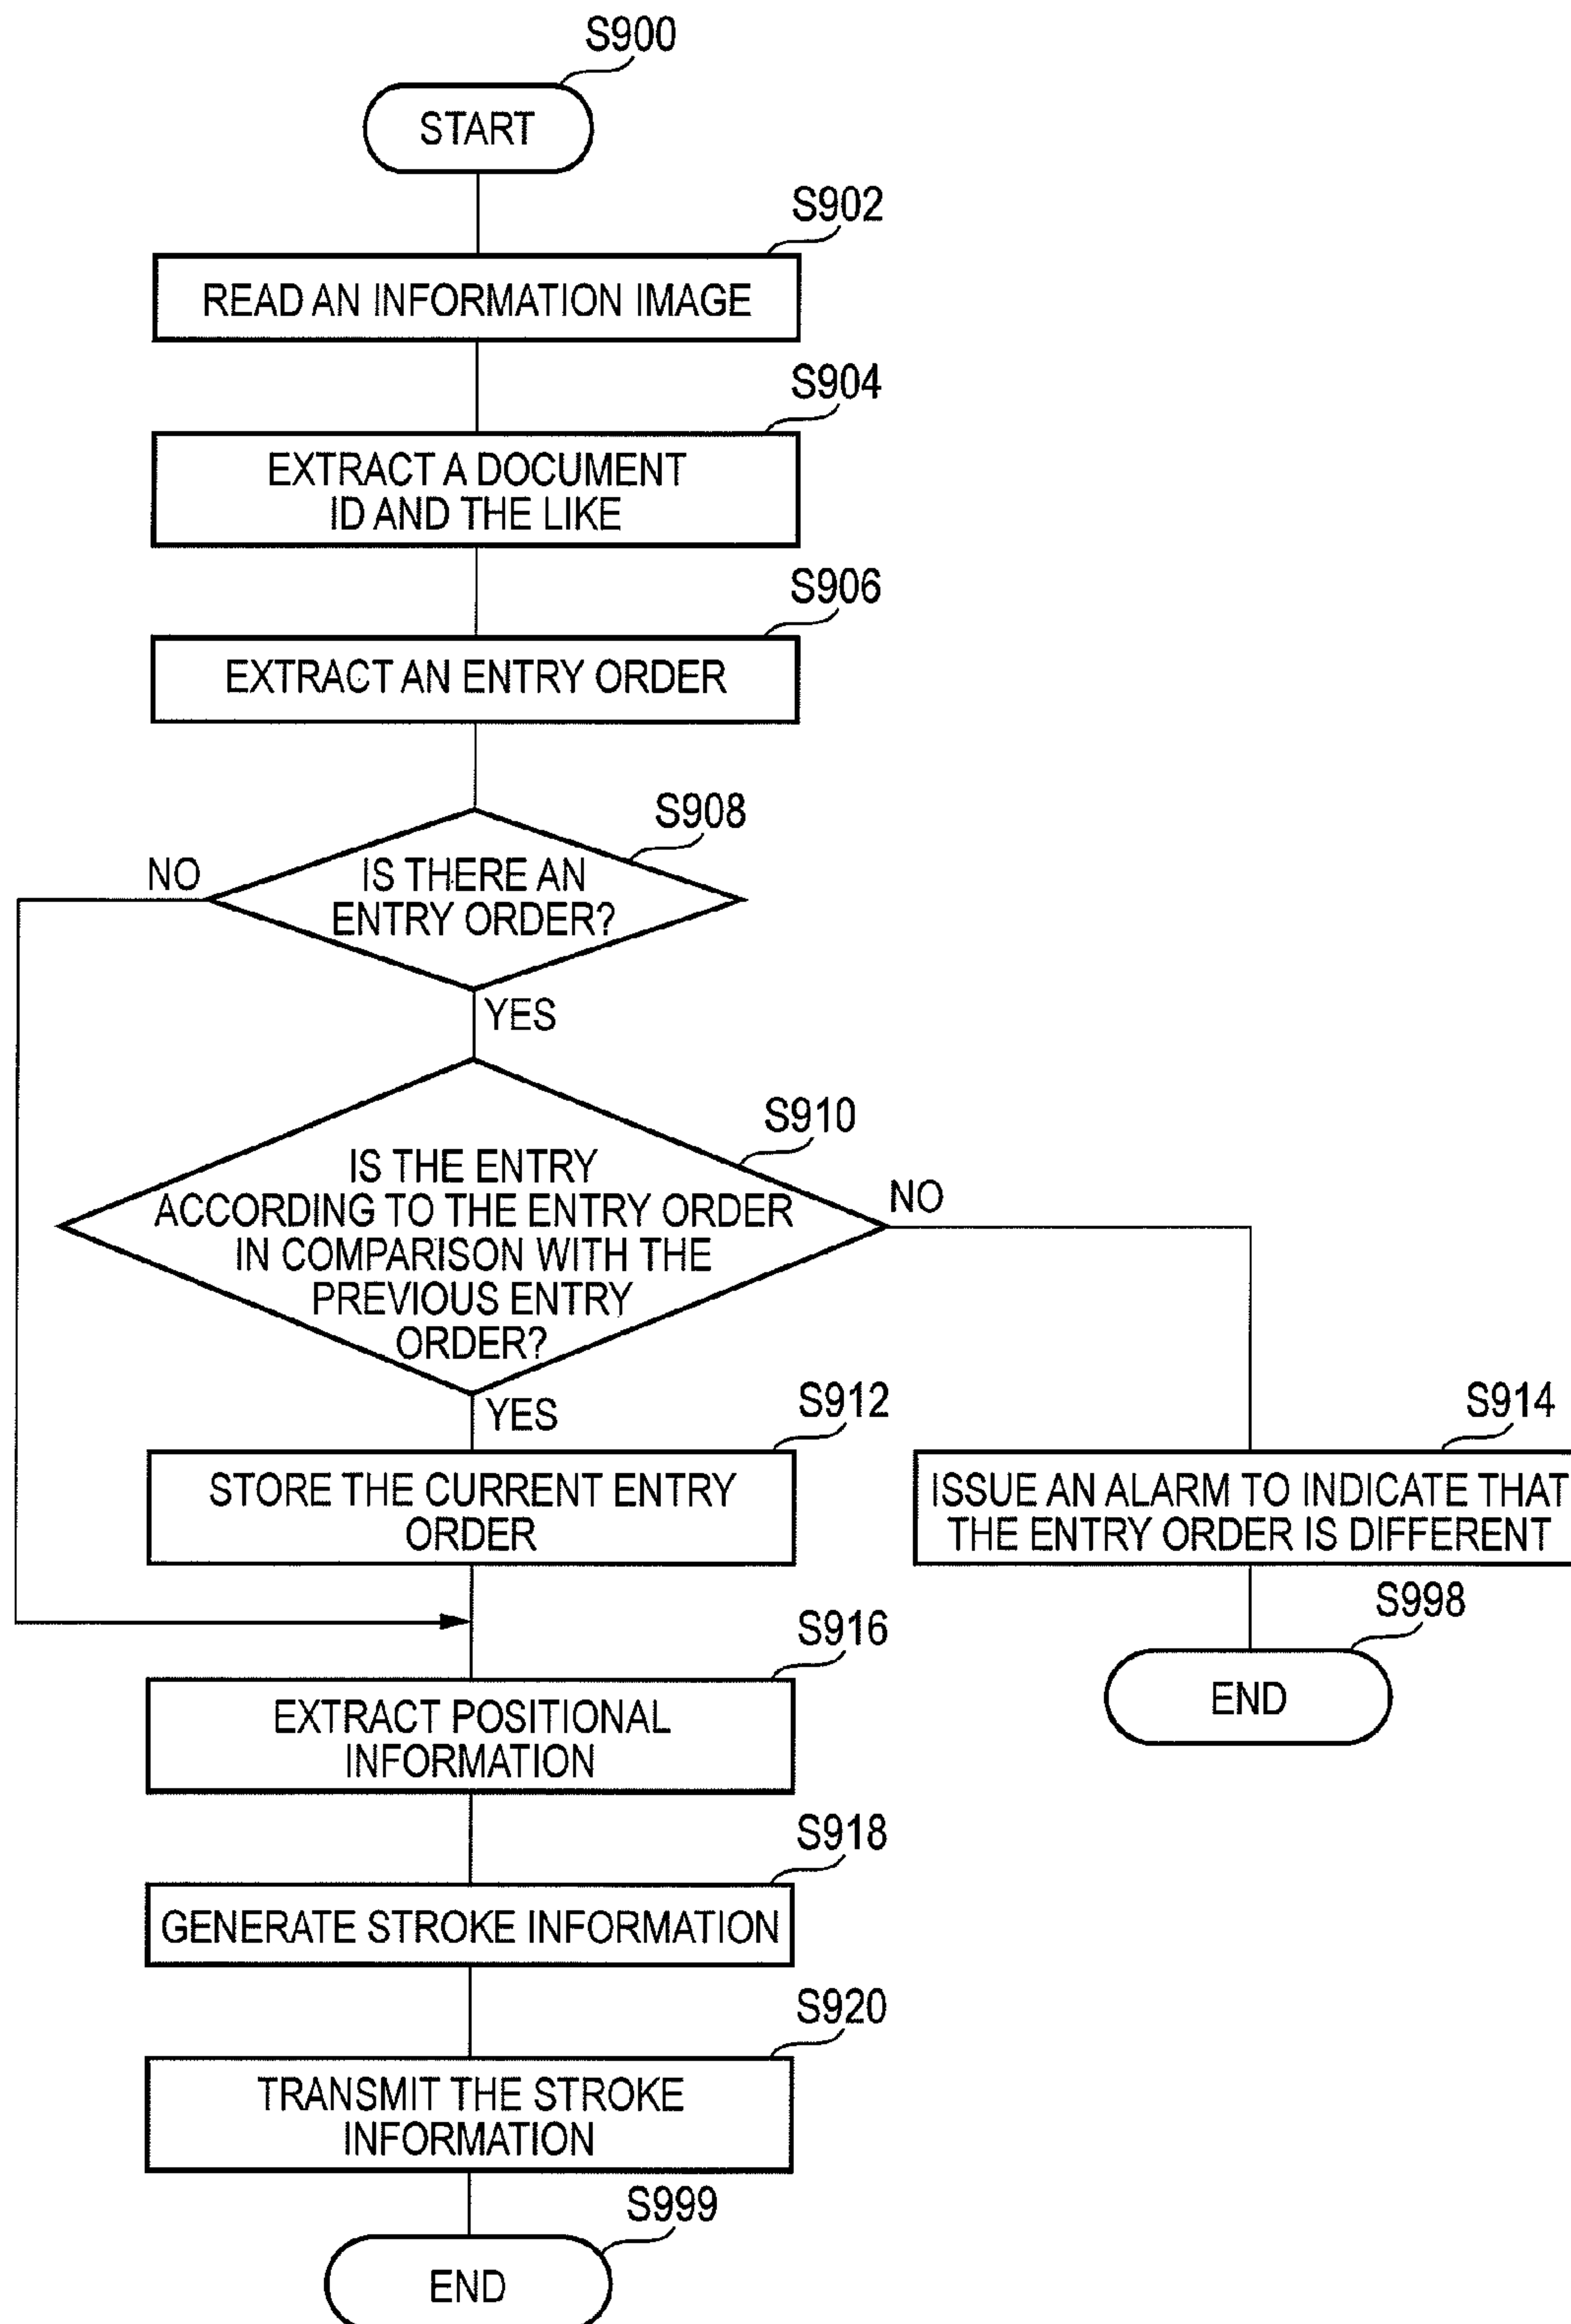 S900
START
S902
READ AN INFORMATION IMAGE
S904
EXTRACT A DOCUMENT
ID AND THE LIKE
S906
EXTRACT AN ENTRY ORDER
S908
NO
IS THERE AN
ENTRY ORDER?
YES
S910
IS THE ENTRY
ACCORDING TO THE ENTRY ORDER
IN COMPARISON WITH THE
PREVIOUS ENTRY
ORDER?
NO
YES
S912
STORE THE CURRENT ENTRY
ORDER
S914
ISSUE AN ALARM TO INDICATE THAT
THE ENTRY ORDER IS DIFFERENT
S998
END
S916
EXTRACT POSITIONAL
INFORMATION
S918
GENERATE STROKE INFORMATION
S920
TRANSMIT THE STROKE
INFORMATION
S999
END